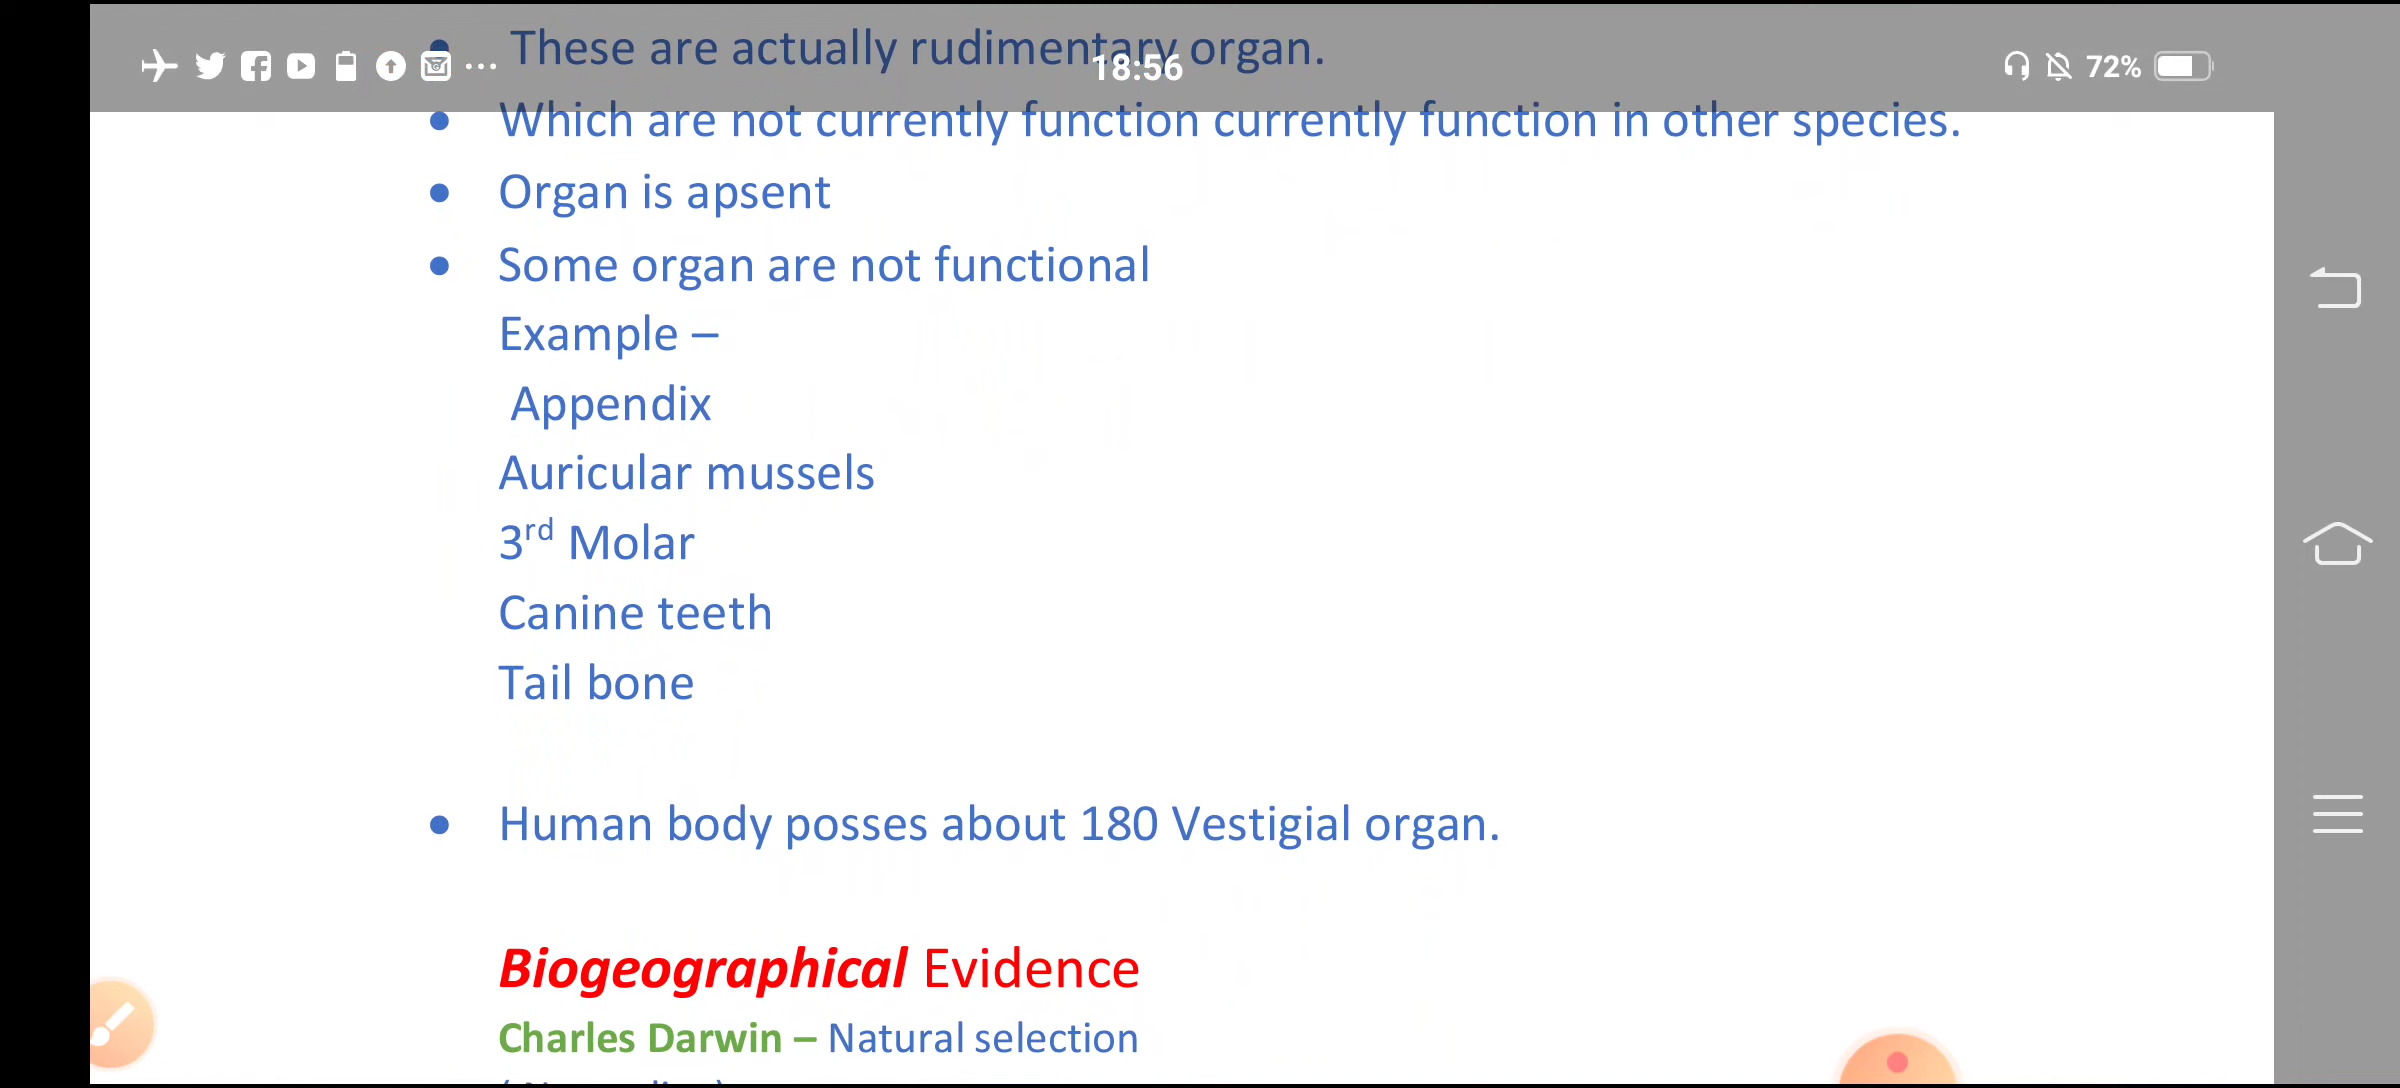 These are actually rudimentary organ.
18:56
72%
Which are not currently function currently function in other species.
Organ is apsent
Some organ are not functional
Example –
Appendix
Auricular mussels
3rd Molar
Canine teeth
Tail bone
Human body posses about 180 Vestigial organ.
Biogeographical Evidence
Charles Darwin – Natural selection